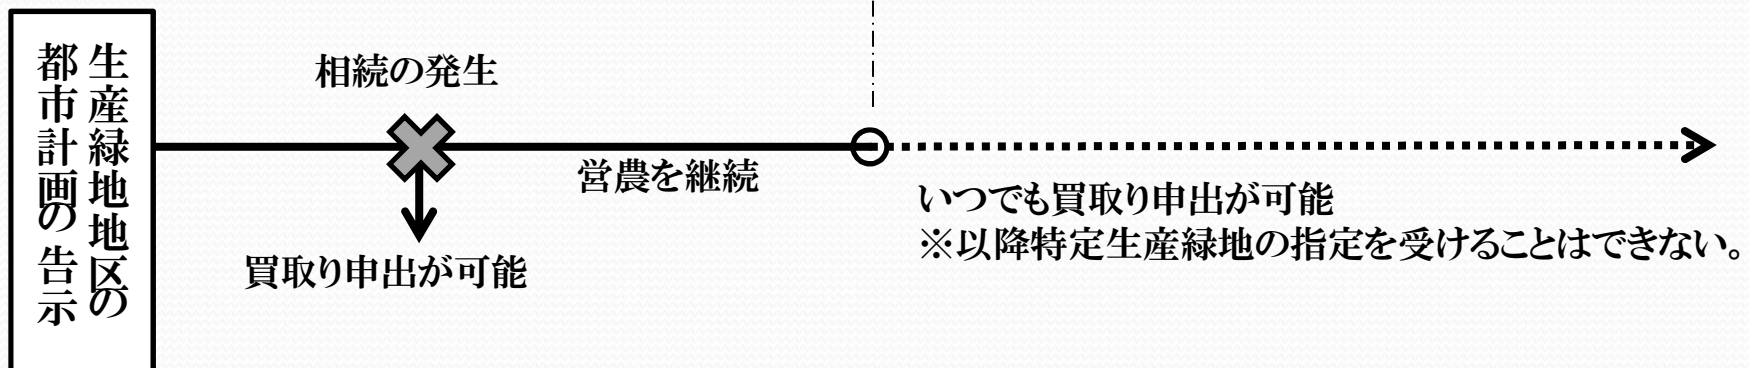 生産緑地地区の
都市計画の告示
相続の発生
営農を継続
買取り申出が可能
いつでも買取り申出が可能
※以降特定生産緑地の指定を受けることはできない。